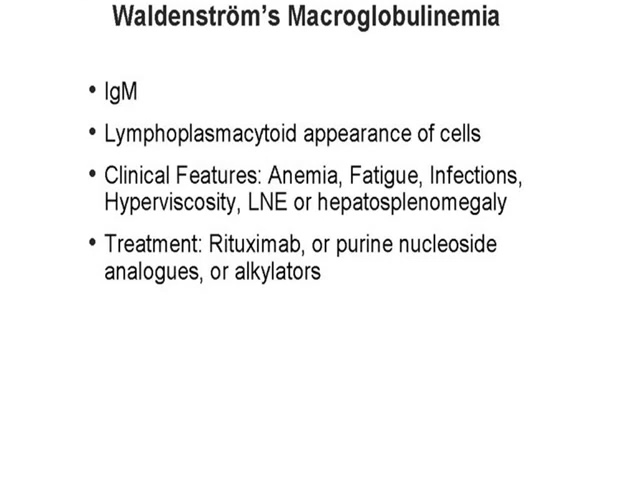 Waldenström's Macroglobulinemia
• IgM
• Lymphoplasmacytoid appearance of cells
• Clinical Features: Anemia, Fatigue, Infections,
Hyperviscosity, LNE or hepatosplenomegaly
• Treatment: Rituximab, or purine nucleoside
analogues, or alkylators